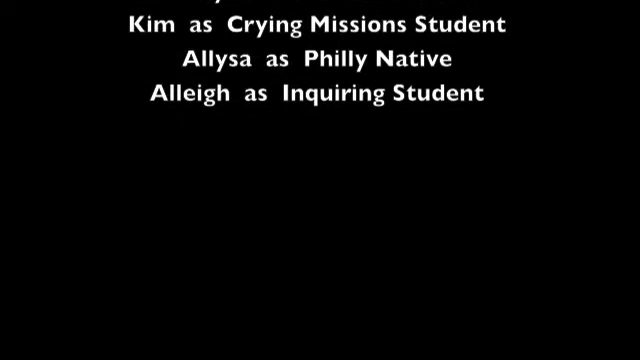 Kim as Crying Missions Student
Allysa as Philly Native
Alleigh as Inquiring Student